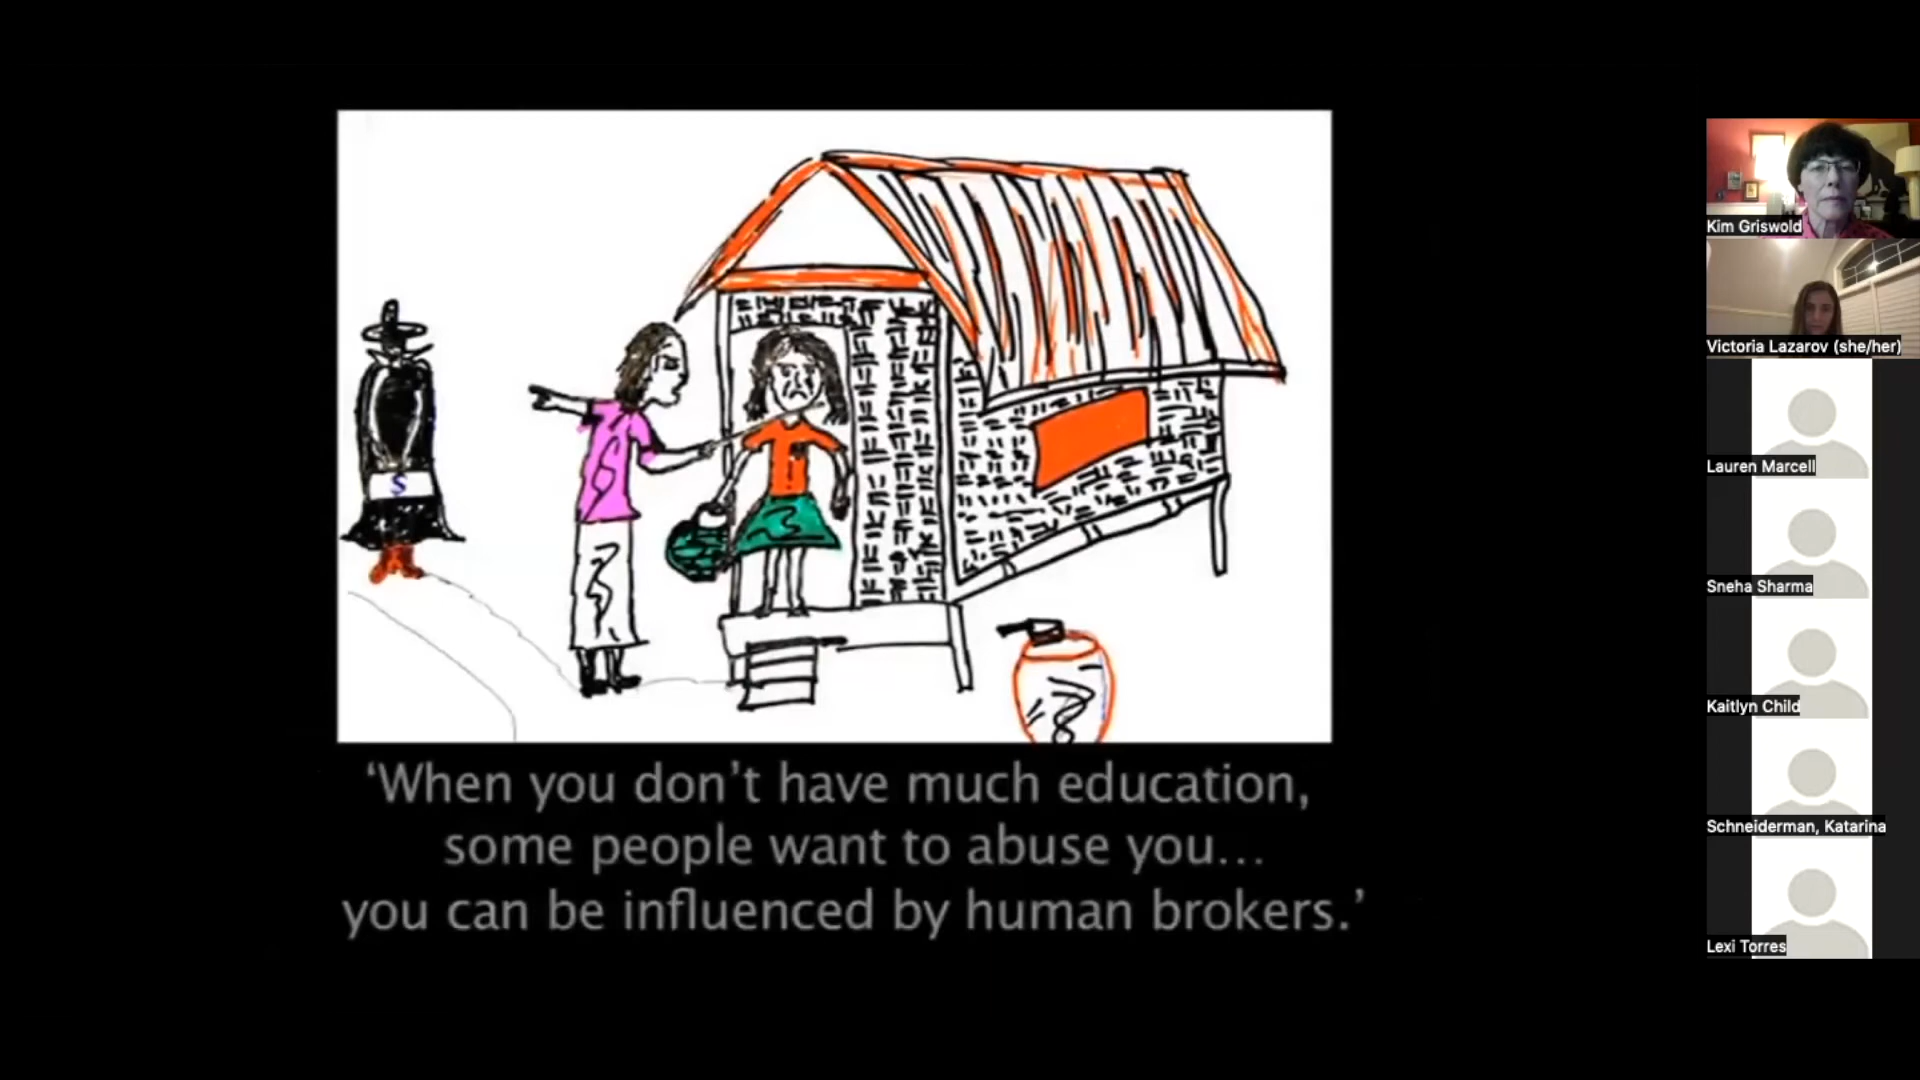 $
‘When you don’t have much education,
some people want to abuse you...
you can be influenced by human brokers.’
Kim Griswold
Victoria Lazarov (she/her)
Lauren Marcell
Sneha Sharma
Kaitlyn Child
Schneiderman, Katarina
Lexi Torres